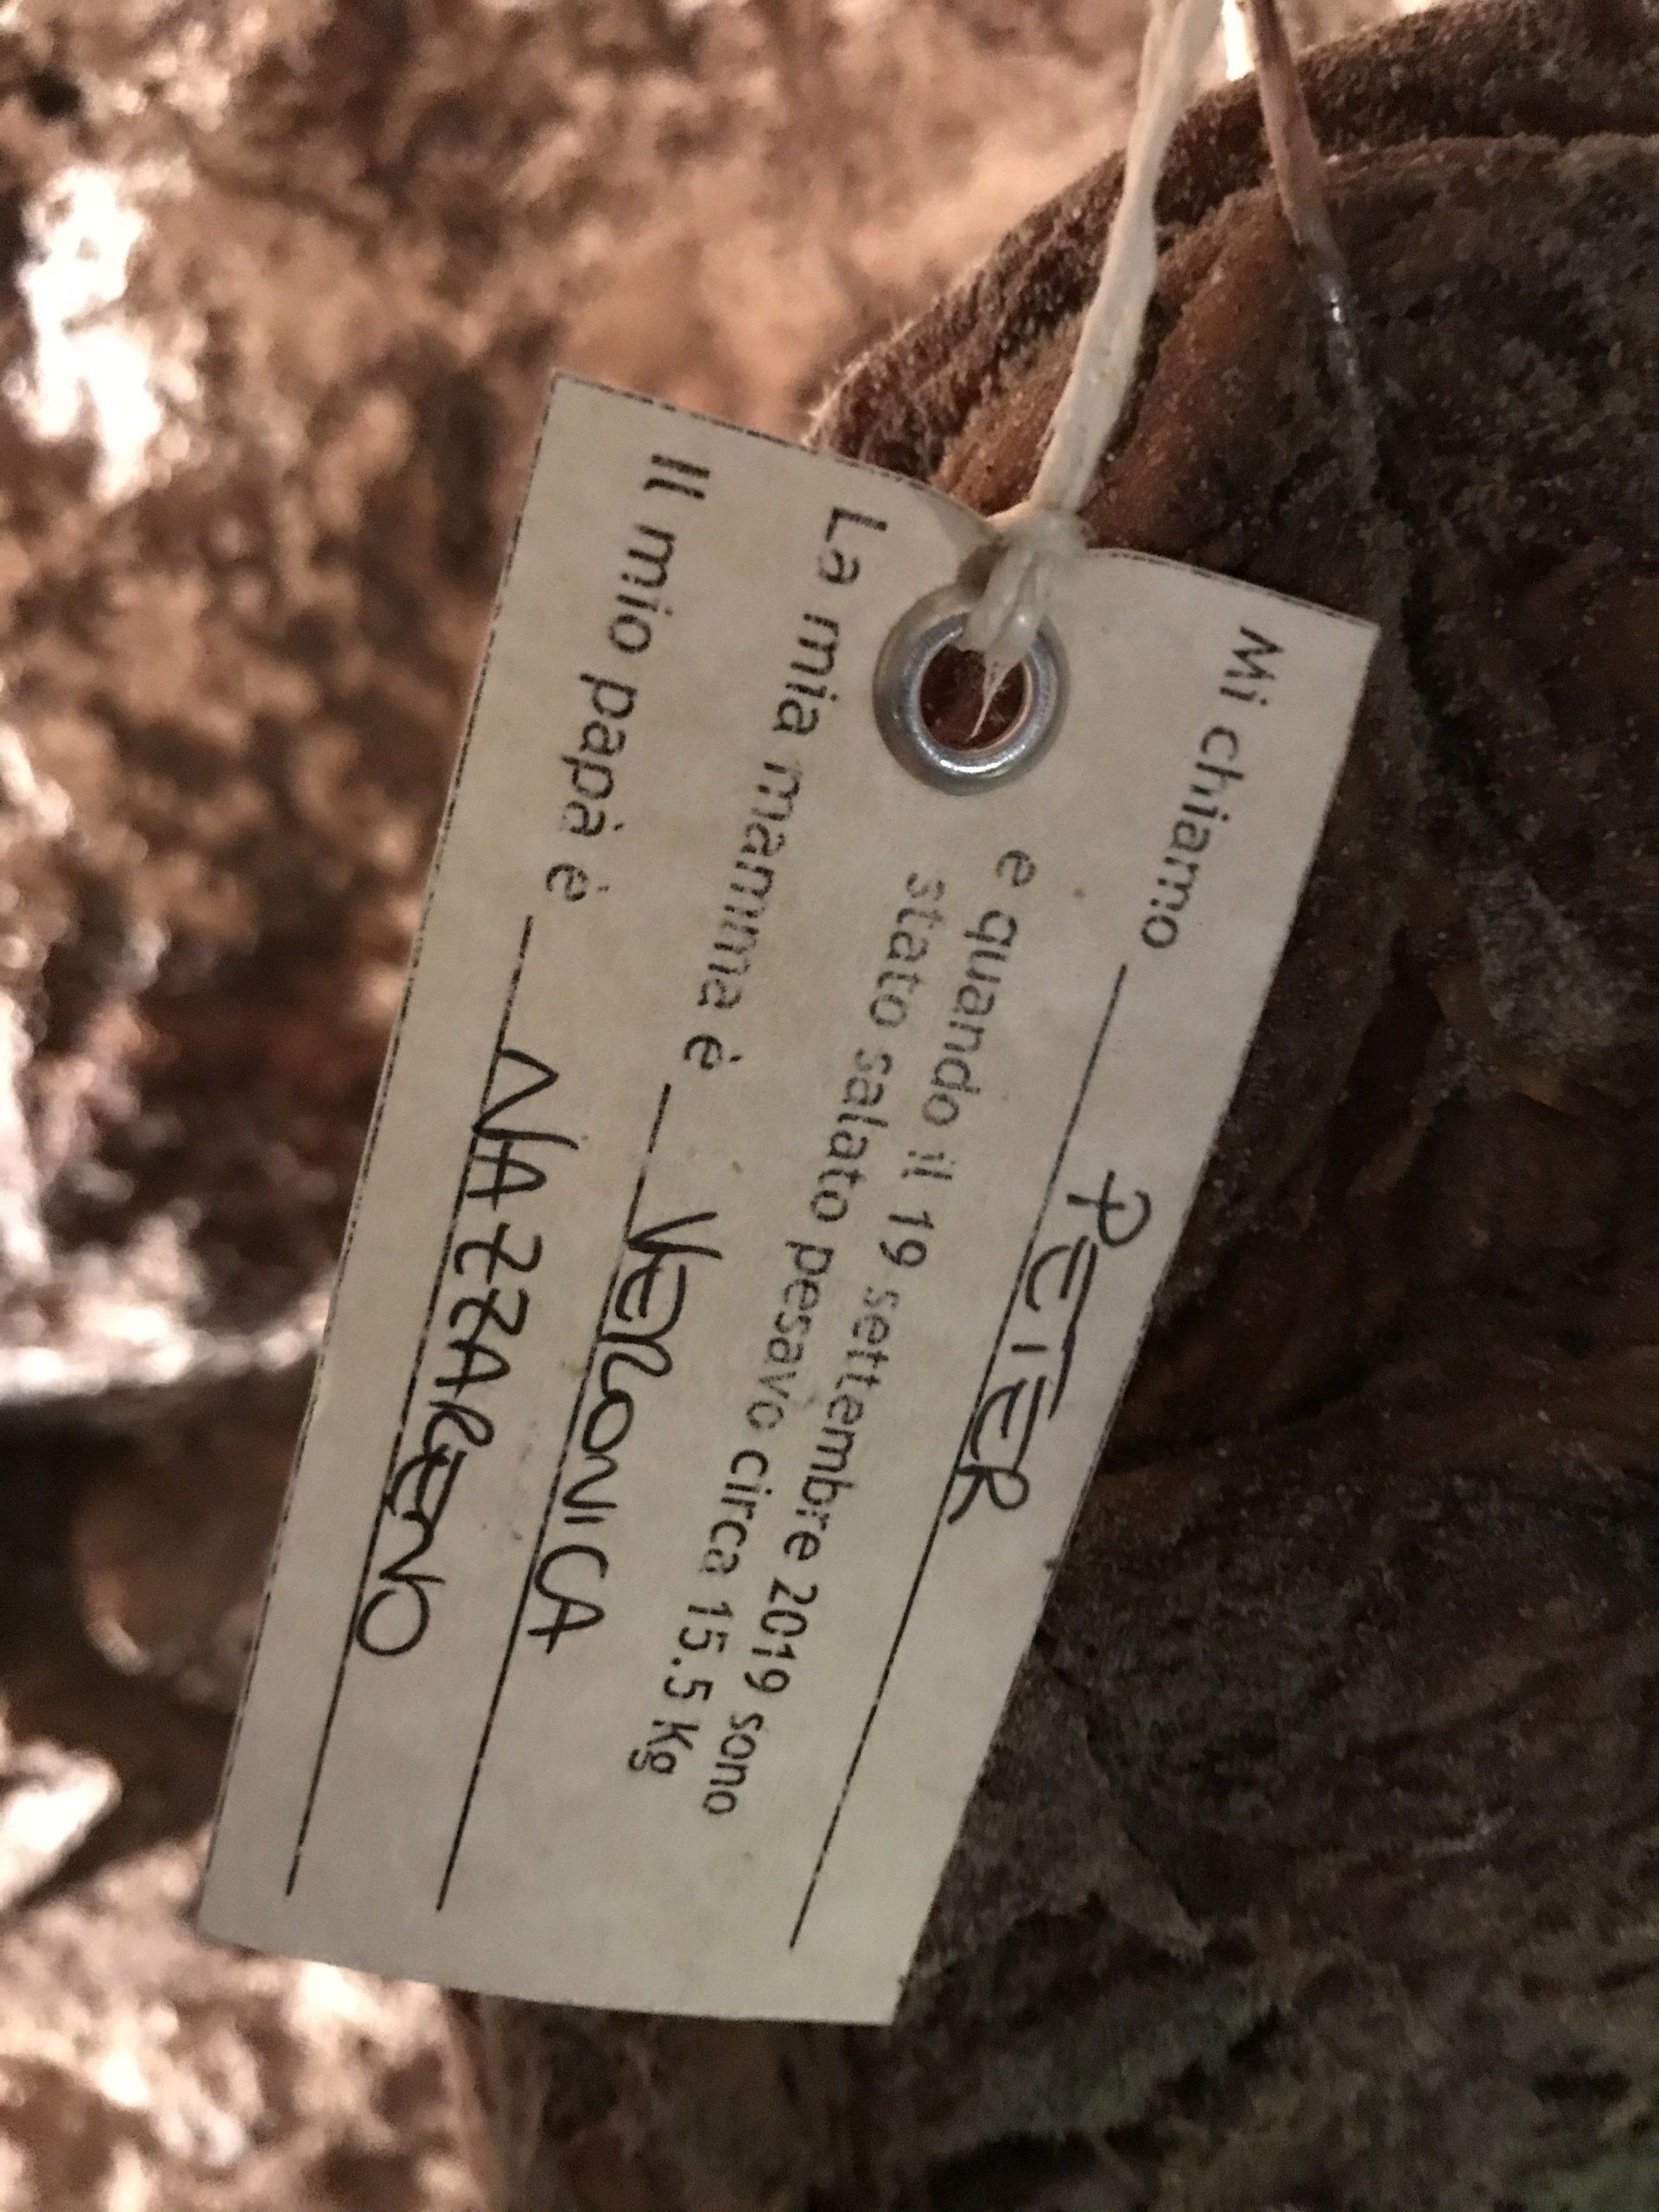 Mi chiamo PETER
e quando il 19 settembre 2019 sono
stato salato pesavo circa 15.5 Kg
La mia mamma è VERONICA
Il mio papà è NAZZARENO